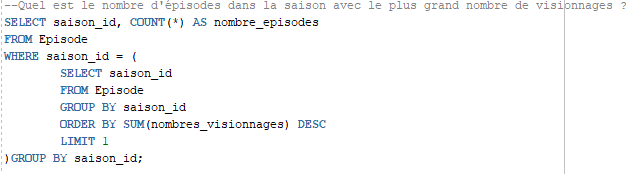 --Quel est le nombre d'épisodes dans la saison avec le plus grand nombre de visionnages ?
SELECT saison_id, COUNT(*) AS nombre_episodes
FROM Episode
WHERE saison_id = (
SELECT saison_id
FROM Episode
GROUP BY saison_id
ORDER BY SUM(nombres_visionnages) DESC
LIMIT 1
)GROUP BY saison_id;